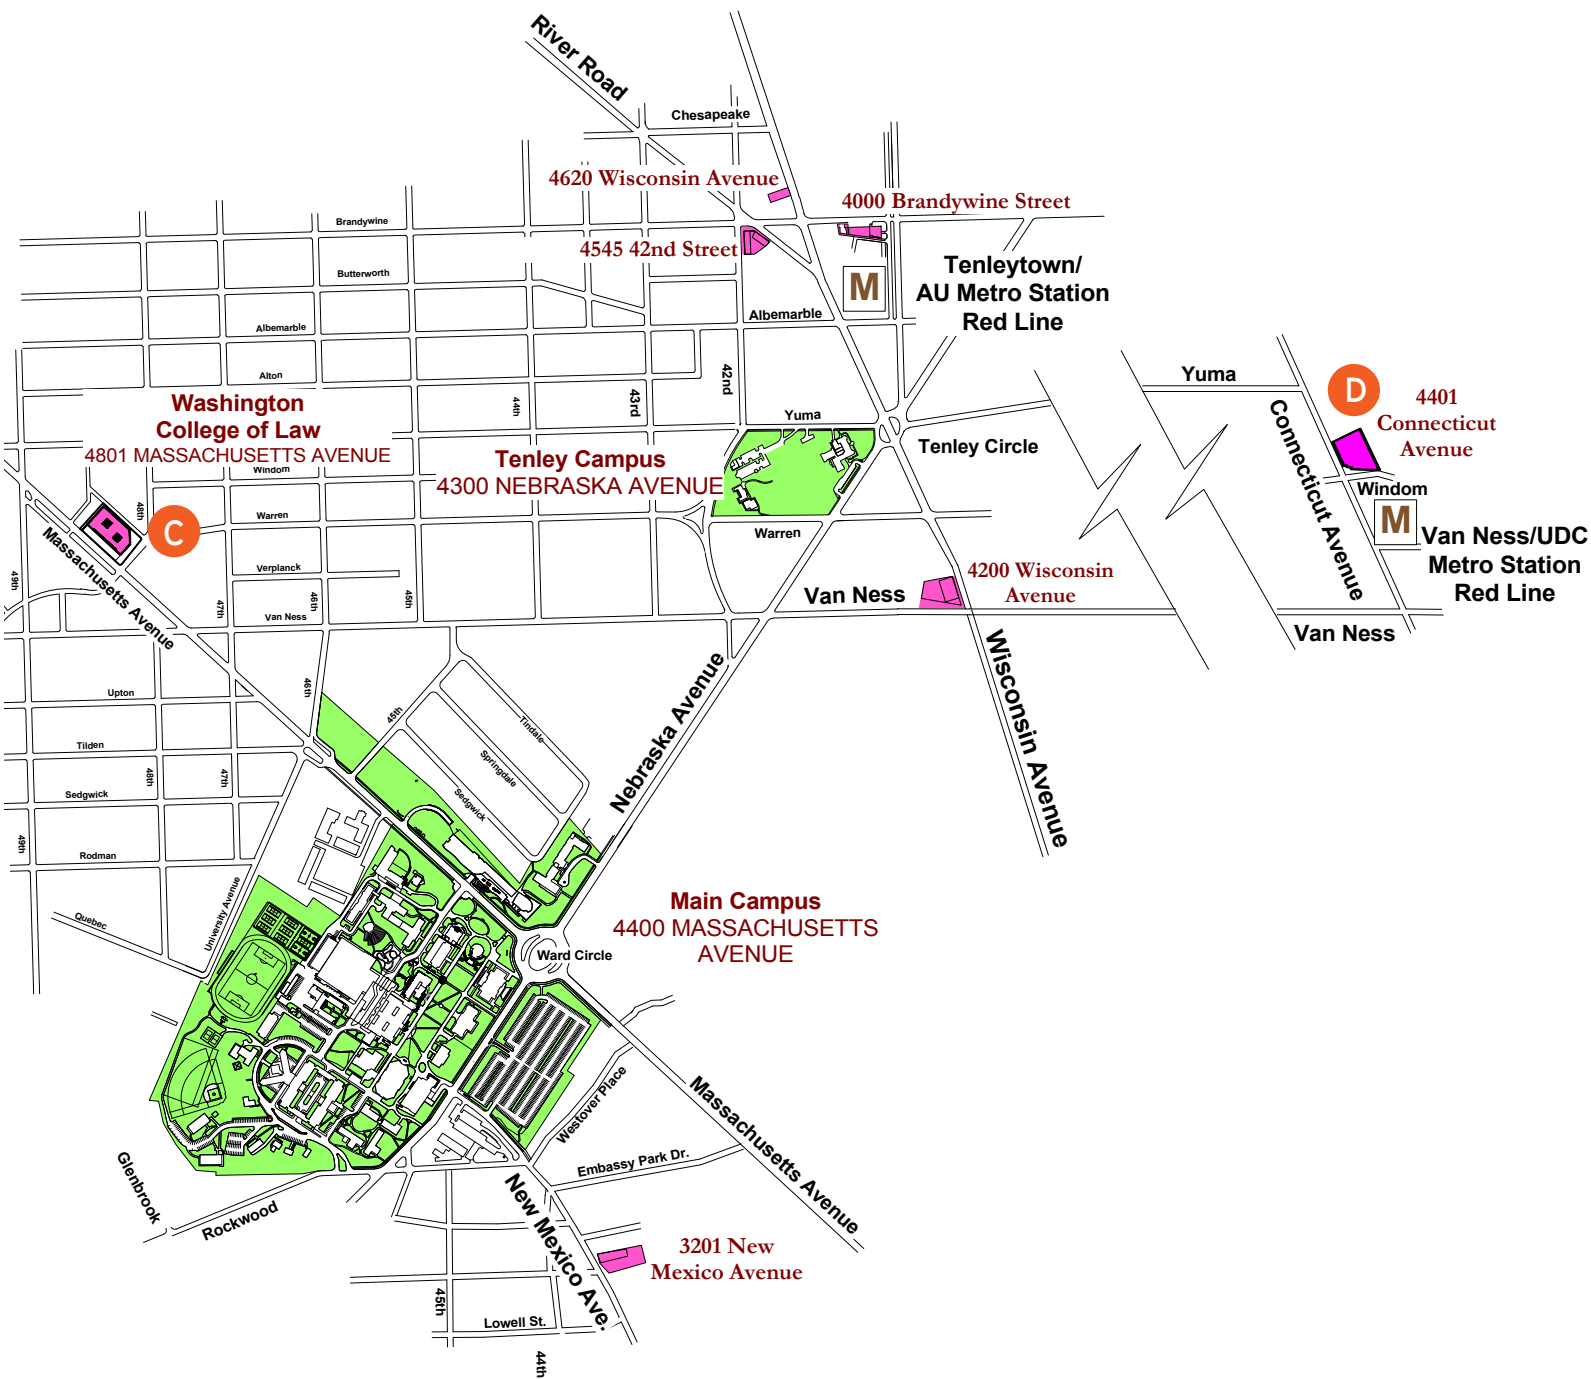 River Road
Chesapeake
4620 Wisconsin Avenue
4000 Brandywine Street
Brandywine
4545 42nd Street
Butterworth
M
Tenleytown/
AU Metro Station
Red Line
Albemarble
Albemarble
Alton
42nd
43rd
44th
Yuma
Yuma
D
4401
Connecticut
Avenue
Connecticut Avenue
Washington
College of Law
4801 MASSACHUSETTS AVENUE
Windom
Tenley Campus
4300 NEBRASKA AVENUE
Tenley Circle
Windom
M
Van Ness/UDC
Metro Station
Red Line
48th
C
Warren
Warren
Massachusetts Avenue
Verplanck
49th
47th
46th
45th
Van Ness
Van Ness
4200 Wisconsin
Avenue
Van Ness
Wisconsin Avenue
Nebraska Avenue
Upton
46th
45th
Tindale
Springdale
Sedgwick
Tilden
48th
47th
Sedgwick
49th
Rodman
University Avenue
Quebec
Main Campus
4400 MASSACHUSETTS
AVENUE
Ward Circle
Westover Place
Massachusetts Avenue
Embassy Park Dr.
Glenbrook
Rockwood
New Mexico Ave.
3201 New
Mexico Avenue
45th
Lowell St.
44th